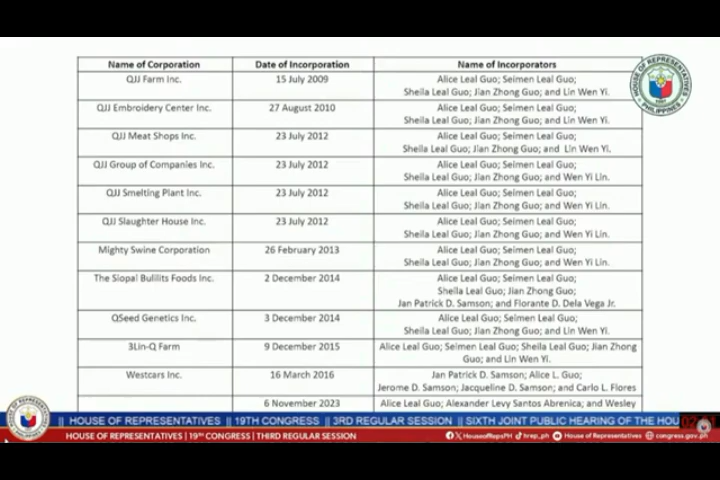 Name of Corporation Date of Incorporation Name of Incorporators
QJJ Farm Inc. 15 July 2009 Alice Leal Guo; Seimen Leal Guo;
Sheila Leal Guo; Jian Zhong Guo; and Lin Wen Yi.
QJJ Embroidery Center Inc. 27 August 2010 Alice Leal Guo; Seimen Leal Guo;
Sheila Leal Guo; Jian Zhong Guo; and Lin Wen Yi.
QJJ Meat Shops Inc. 23 July 2012 Alice Leal Guo; Seimen Leal Guo;
Sheila Leal Guo; Jian Zhong Guo; and Lin Wen Yi.
QJJ Group of Companies Inc. 23 July 2012 Alice Leal Guo; Seimen Leal Guo;
Sheila Leal Guo; Jian Zhong Guo; and Wen Yi Lin.
QJJ Smelting Plant Inc. 23 July 2012 Alice Leal Guo; Seimen Leal Guo;
Sheila Leal Guo; Jian Zhong Guo; and Wen Yi Lin.
QJJ Slaughter House Inc. 23 July 2012 Alice Leal Guo; Seimen Leal Guo;
Sheila Leal Guo; Jian Zhong Guo; and Wen Yi Lin.
Mighty Swine Corporation 26 February 2013 Alice Leal Guo; Seimen Leal Guo;
Sheila Leal Guo; Jian Zhong Guo; and Wen Yi Lin.
The Siopal Bulilits Foods Inc. 2 December 2014 Alice Leal Guo; Seimen Leal Guo;
Sheila Leal Guo; Jian Zhong Guo;
Jan Patrick D. Samson; and Florante D. Dela Vega Jr.
QSeed Genetics Inc. 3 December 2014 Alice Leal Guo; Seimen Leal Guo;
Sheila Leal Guo; Jian Zhong Guo; and Lin Wen Yi.
3Lin-Q Farm 9 December 2015 Alice Leal Guo; Seimen Leal Guo; Sheila Leal Guo; Jian Zhong
Guo; and Lin Wen Yi.
Westcars Inc. 16 March 2016 Jan Patrick D. Samson; Alice L. Guo;
Jerome D. Samson; Jacqueline D. Samson; and Carlo L. Flores
6 November 2023 Alice Leal Guo; Alexander Levy Santos Abrenica; and Wesley
HOUSE OF REPRESENTATIVES
PHILIPPINES
|| HOUSE OF REPRESENTATIVES || 19TH CONGRESS || 3RD REGULAR SESSION || SIXTH JOINT PUBLIC HEARING OF THE HOU
HOUSE OF REPRESENTATIVES | 19TH CONGRESS | THIRD REGULAR SESSION HouseofRepsPH hrep_ph House of Representatives congress.gov.ph